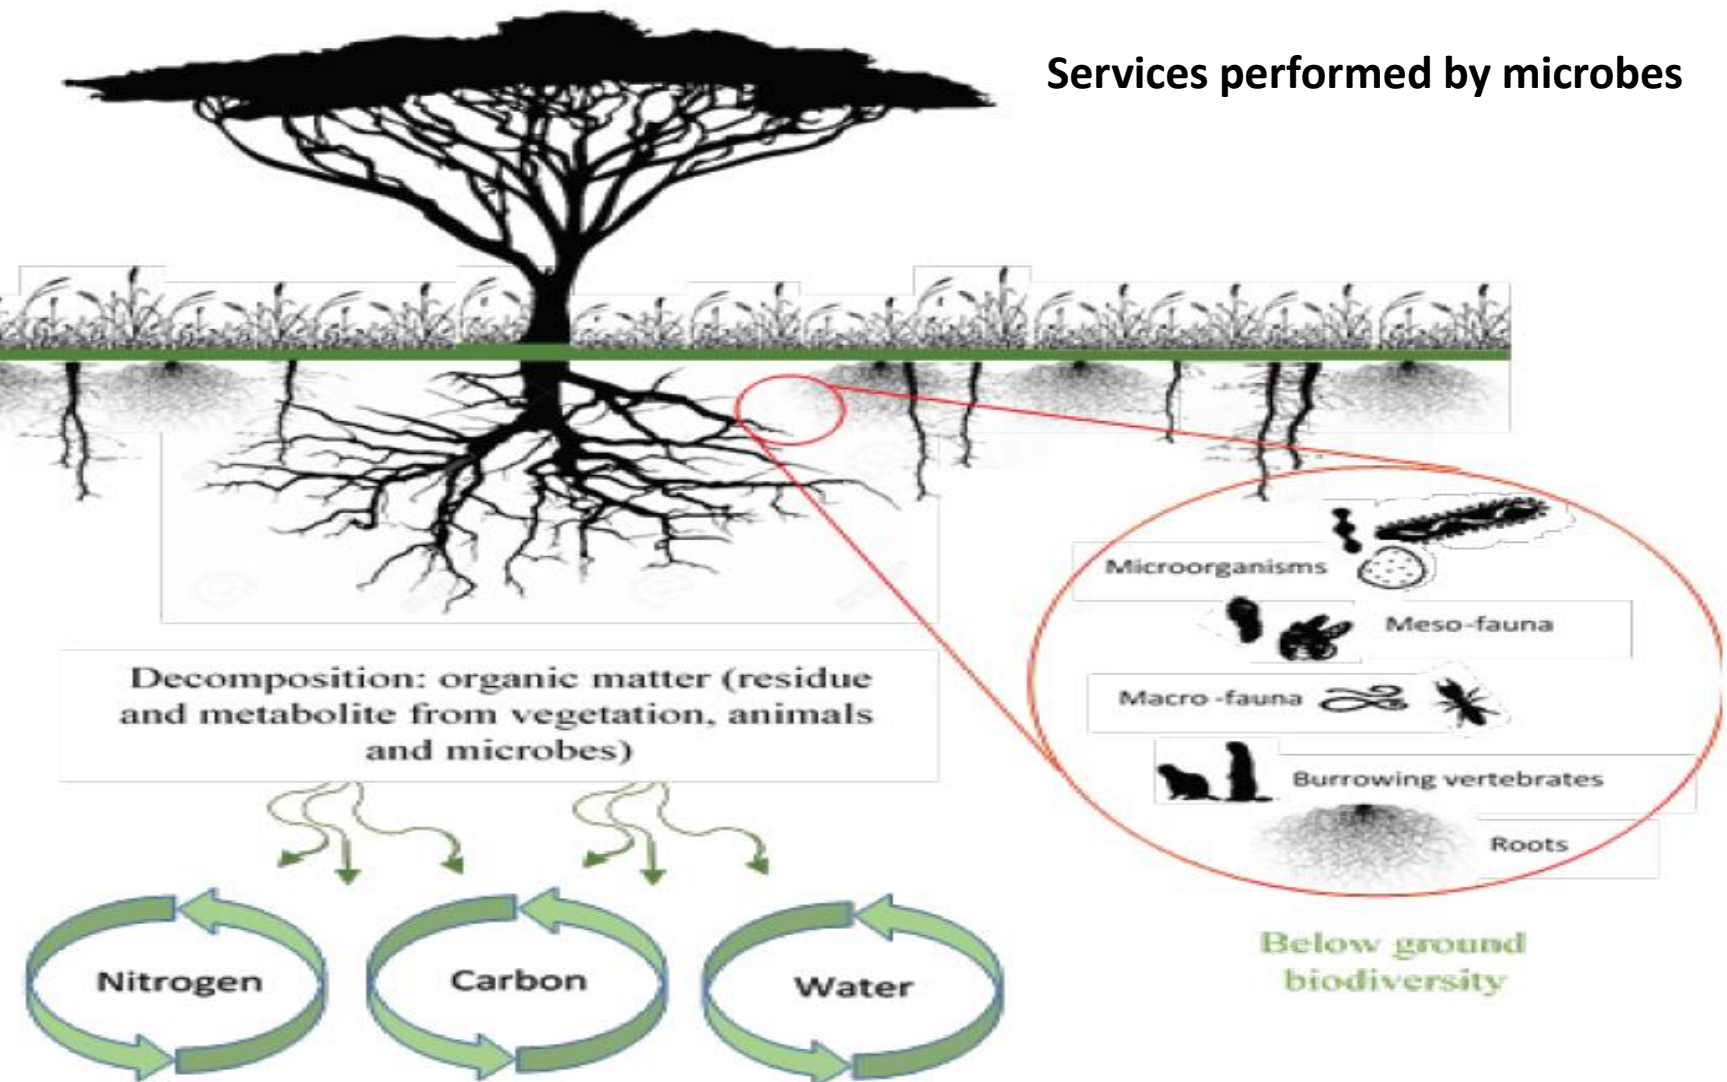 Services performed by microbes
Microorganisms
Meso-fauna
Macro-fauna
Burrowing vertebrates
Roots
Decomposition: organic matter (residue
and metabolite from vegetation, animals
and microbes)
Nitrogen
Carbon
Water
Below ground
biodiversity